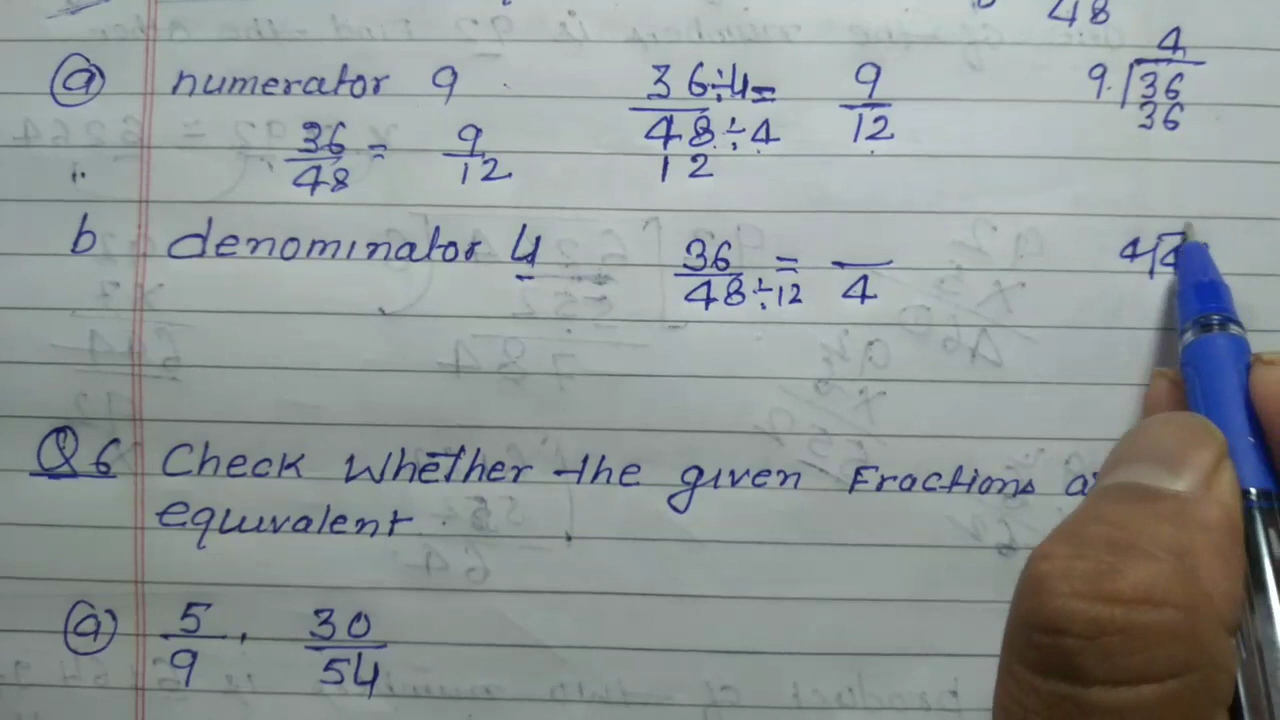 48
ⓐ numerator 9 36÷4 = 9 4
48÷4 12 9.)36
36 = 9 12 36
48 12
b denominator 4 36 = 4
48÷12 4
Q6 Check whether the given Fractions
equivalent.
ⓐ 5 , 30
9 54